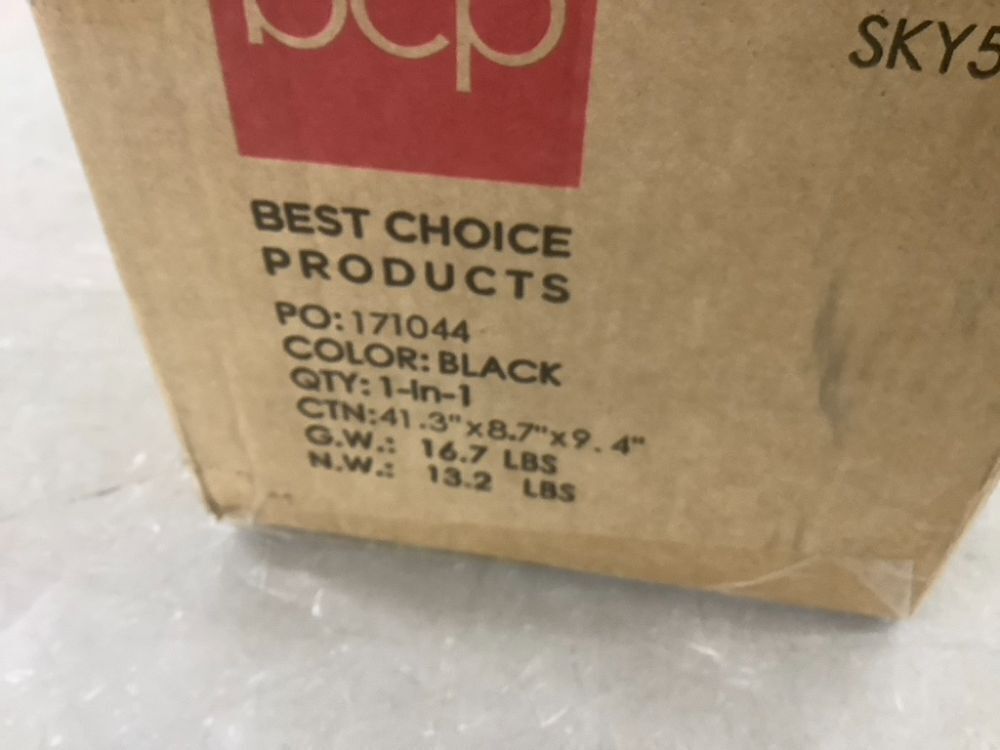 bcp
SKY5
BEST CHOICE
PRODUCTS
PO: 171044
COLOR: BLACK
QTY: 1-In-1
CTN:41.3"x8.7"x9.4"
G.W.: 16.7 LBS
N.W.: 13.2 LBS